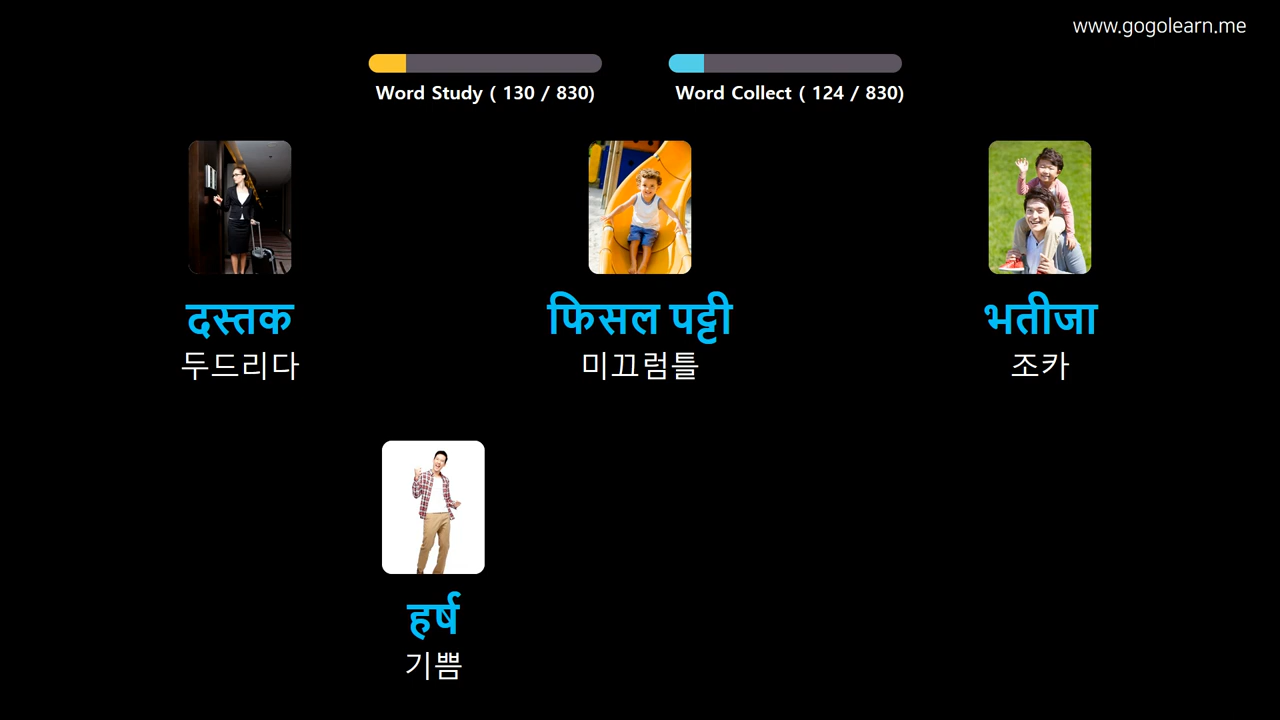 www.gogolearn.me
Word Study ( 130 / 830)
Word Collect ( 124 / 830)
दस्तक
두드리다
फिसल पट्टी
미끄럼틀
भतीजा
조카
हर्ष
기쁨